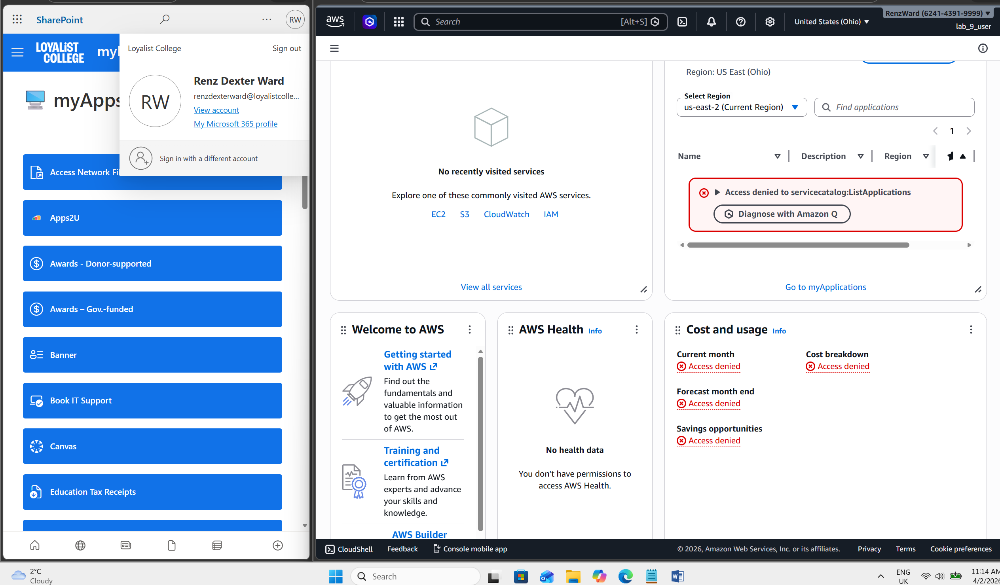 SharePoint
RW
LOYALiST
COLLEGE
Loyalist College
Sign out
RW
Renz Dexter Ward
renzdexterward@loyalistcolle...
View account
My Microsoft 365 profile
Sign in with a different account
myApps
Access Network Fi
Apps2U
Awards - Donor-supported
Awards – Gov.-funded
Banner
Book IT Support
Canvas
Education Tax Receipts
aws
Search
[Alt+S]
United States (Ohio)
RenzWard (6241-4391-9999)
lab_9_user
No recently visited services
Explore one of these commonly visited AWS services.
EC2 S3 CloudWatch IAM
View all services
Region: US East (Ohio)
Select Region
us-east-2 (Current Region)
Find applications
1
Name Description Region
Access denied to servicecatalog:ListApplications
Diagnose with Amazon Q
Go to myApplications
Welcome to AWS
Getting started
with AWS
Find out the
fundamentals and
valuable information
to get the most out
of AWS.
Training and
certification
Learn from AWS
experts and advance
your skills and
knowledge.
AWS Builder
AWS Health Info
No health data
You don't have permissions to
access AWS Health.
Cost and usage Info
Current month
Access denied
Cost breakdown
Access denied
Forecast month end
Access denied
Savings opportunities
Access denied
CloudShell Feedback Console mobile app
© 2026, Amazon Web Services, Inc. or its affiliates. Privacy Terms Cookie preferences
2°C
Cloudy
Search
ENG
UK
11:14 AM